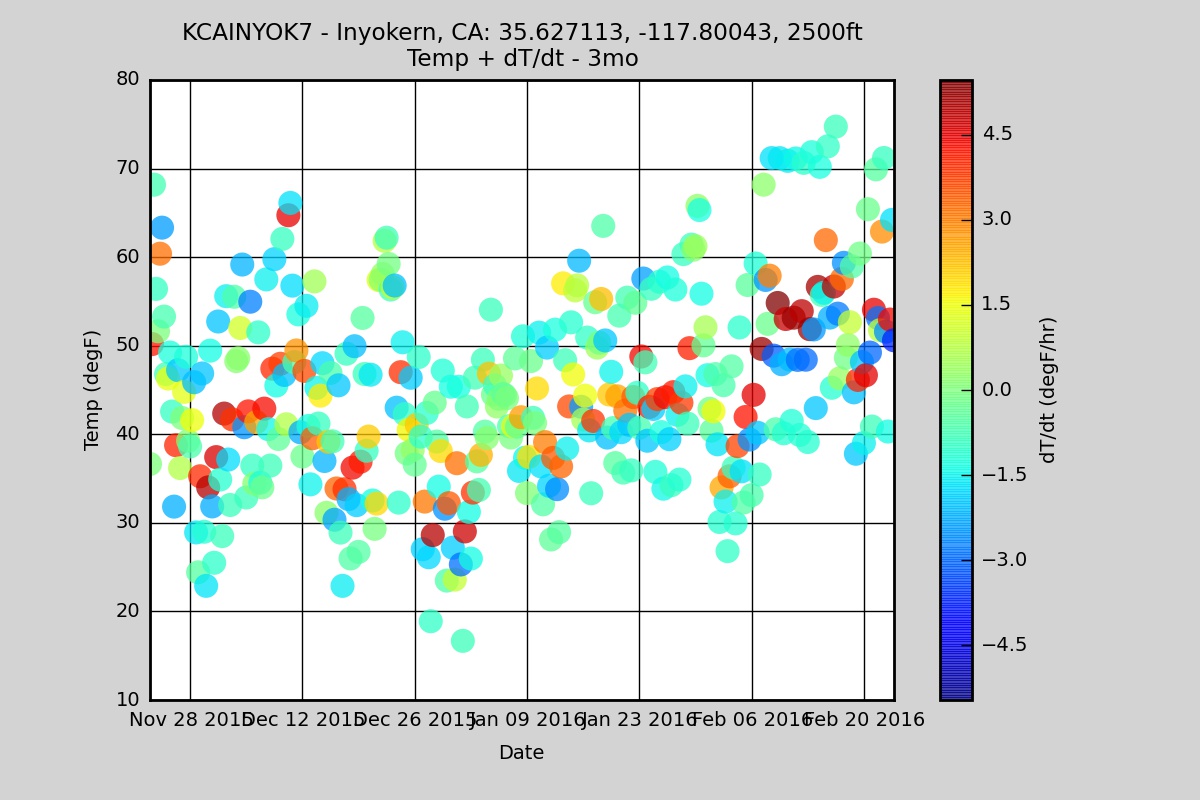 KCAINYOK7 - Inyokern, CA: 35.627113, -117.80043, 2500ft
Temp + dT/dt - 3mo
80
70
60
50
40
30
20
10
Temp (degF)
Nov 28 2015 Dec 12 2015 Dec 26 2015 Jan 09 2016 Jan 23 2016 Feb 06 2016 Feb 20 2016
Date
4.5
3.0
1.5
0.0
−1.5
−3.0
−4.5
dT/dt (degF/hr)